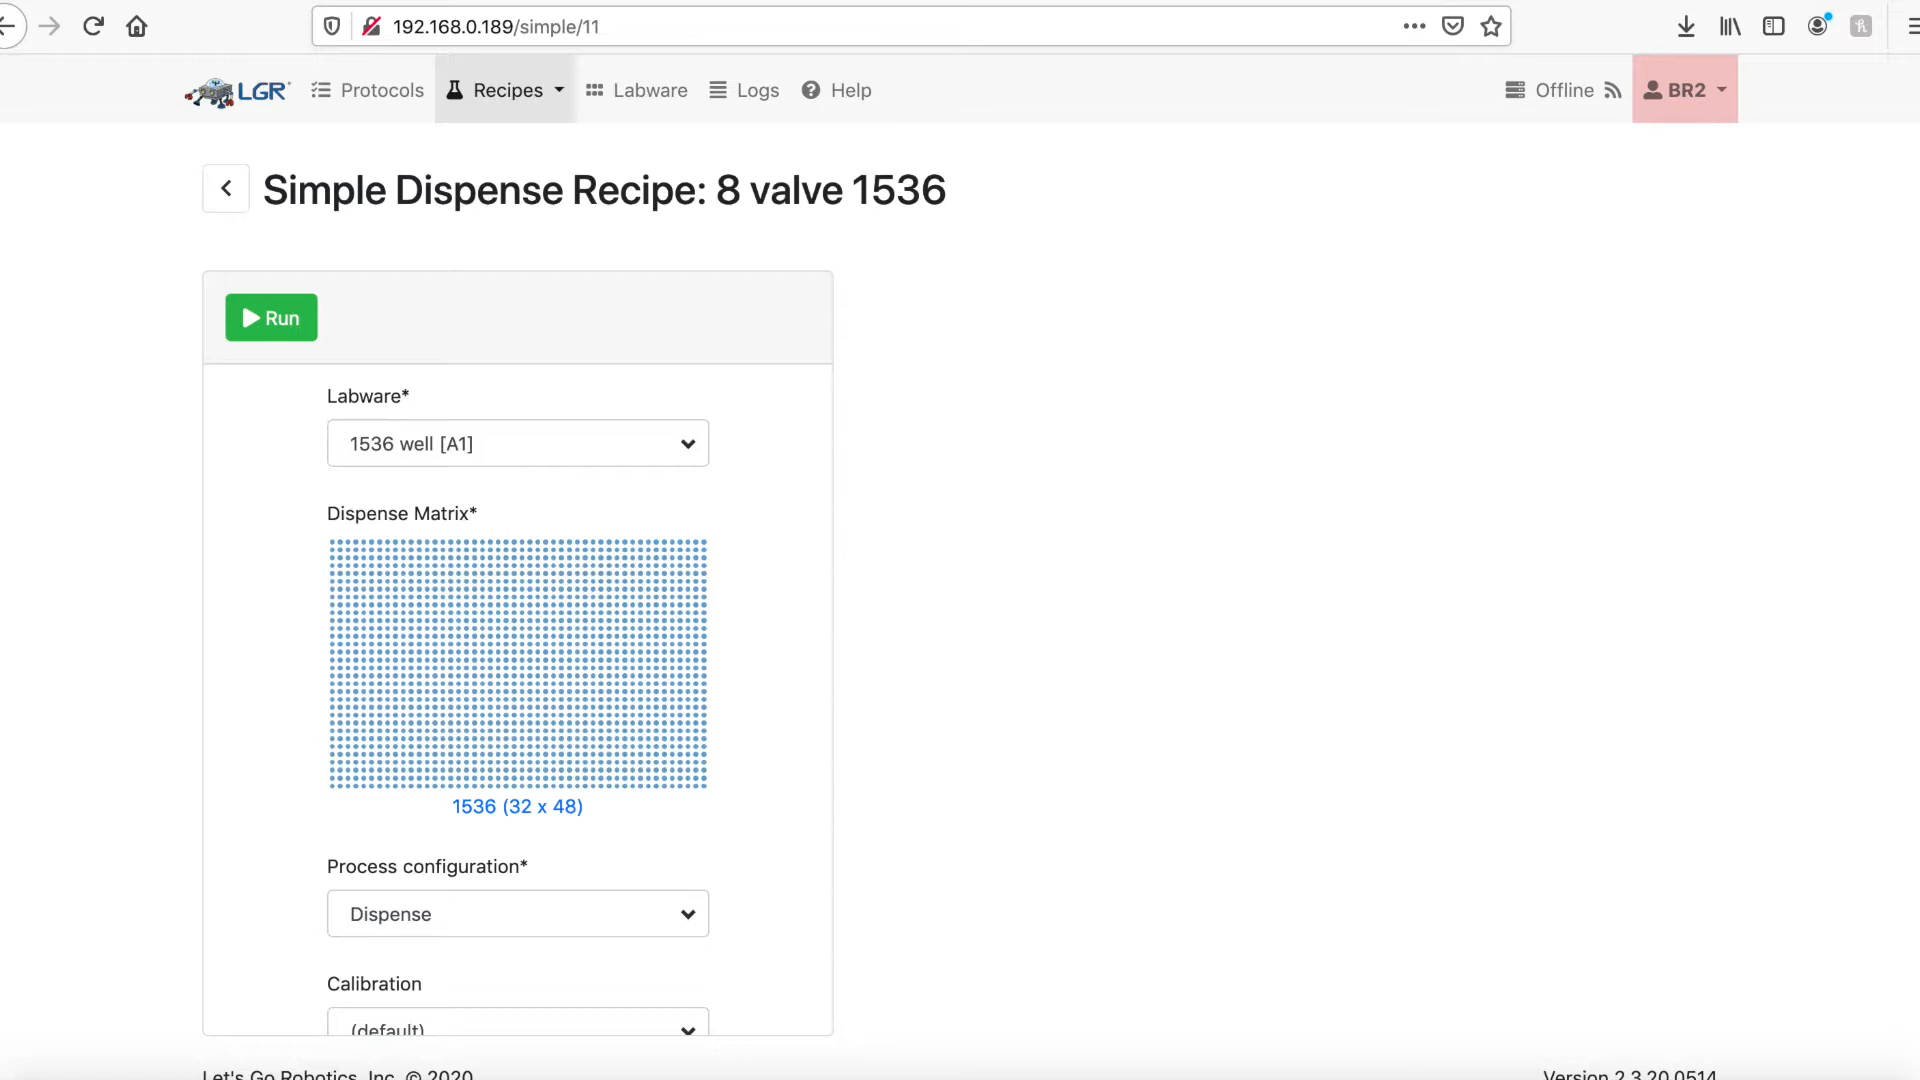 192.168.0.189/simple/11
LGR Protocols Recipes Labware Logs Help Offline BR2
Simple Dispense Recipe: 8 valve 1536
Run
Labware*
1536 well [A1]
Dispense Matrix*
1536 (32 x 48)
Process configuration*
Dispense
Calibration
(default)
Let's Go Robotics, Inc. © 2020 Version 2.3.20.0514